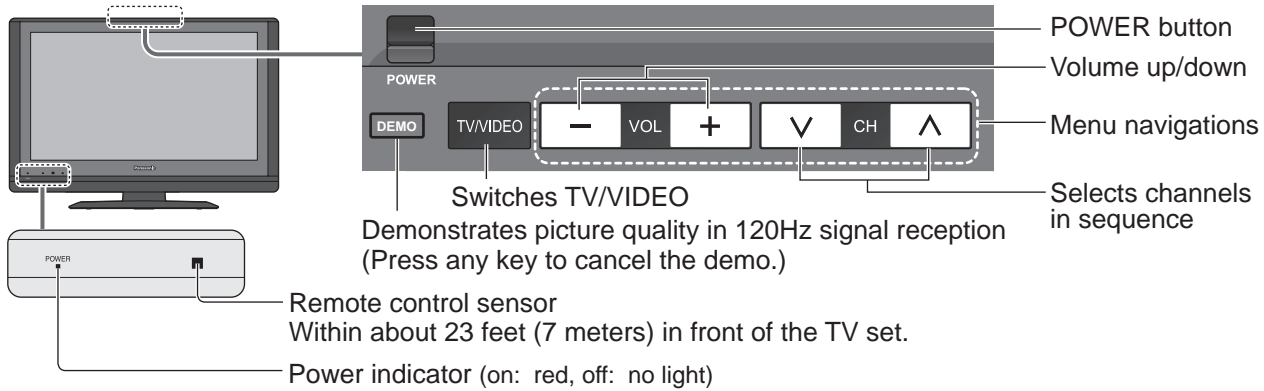 POWER button
POWER
Volume up/down
DEMO
TV/VIDEO
− VOL +
∨ CH ∧
Menu navigations
Switches TV/VIDEO
Selects channels
in sequence
Demonstrates picture quality in 120Hz signal reception
(Press any key to cancel the demo.)
POWER
Remote control sensor
Within about 23 feet (7 meters) in front of the TV set.
Power indicator (on: red, off: no light)